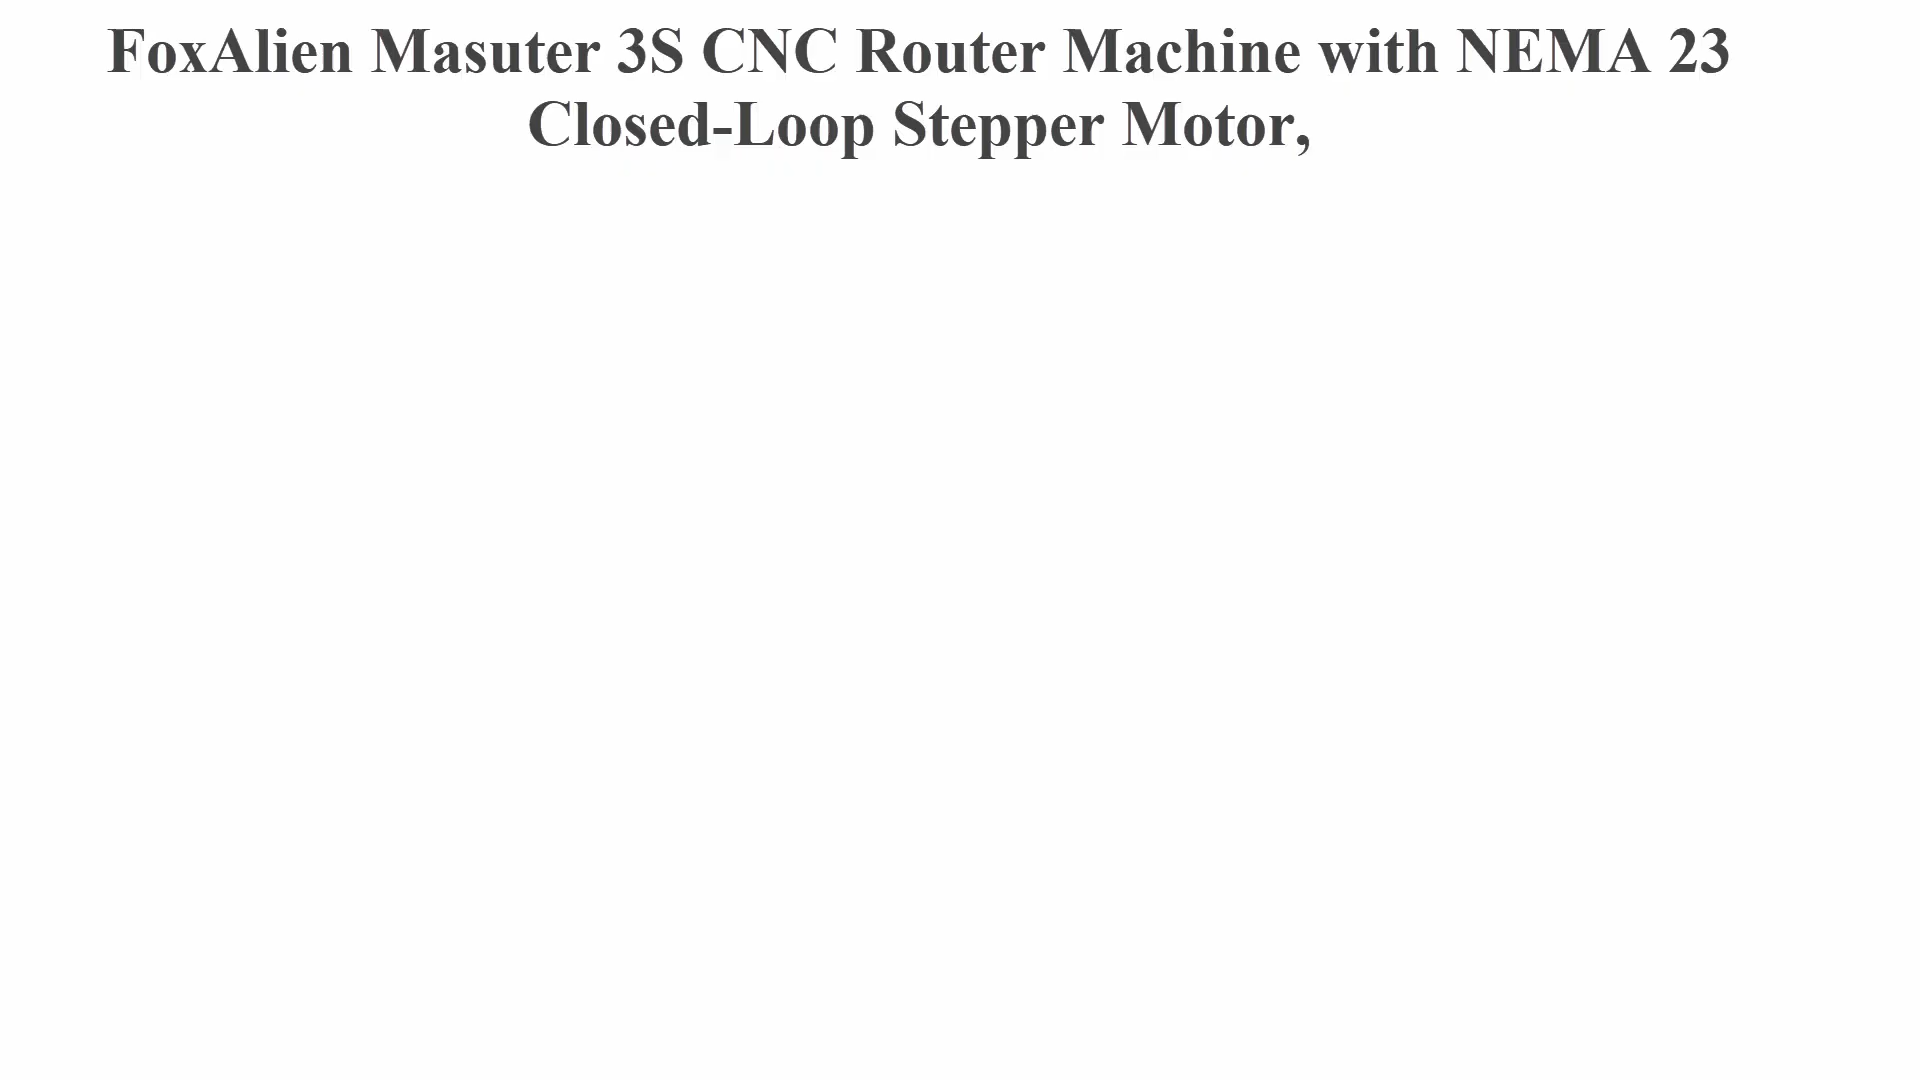 FoxAlien Masuter 3S CNC Router Machine with NEMA 23
Closed-Loop Stepper Motor,